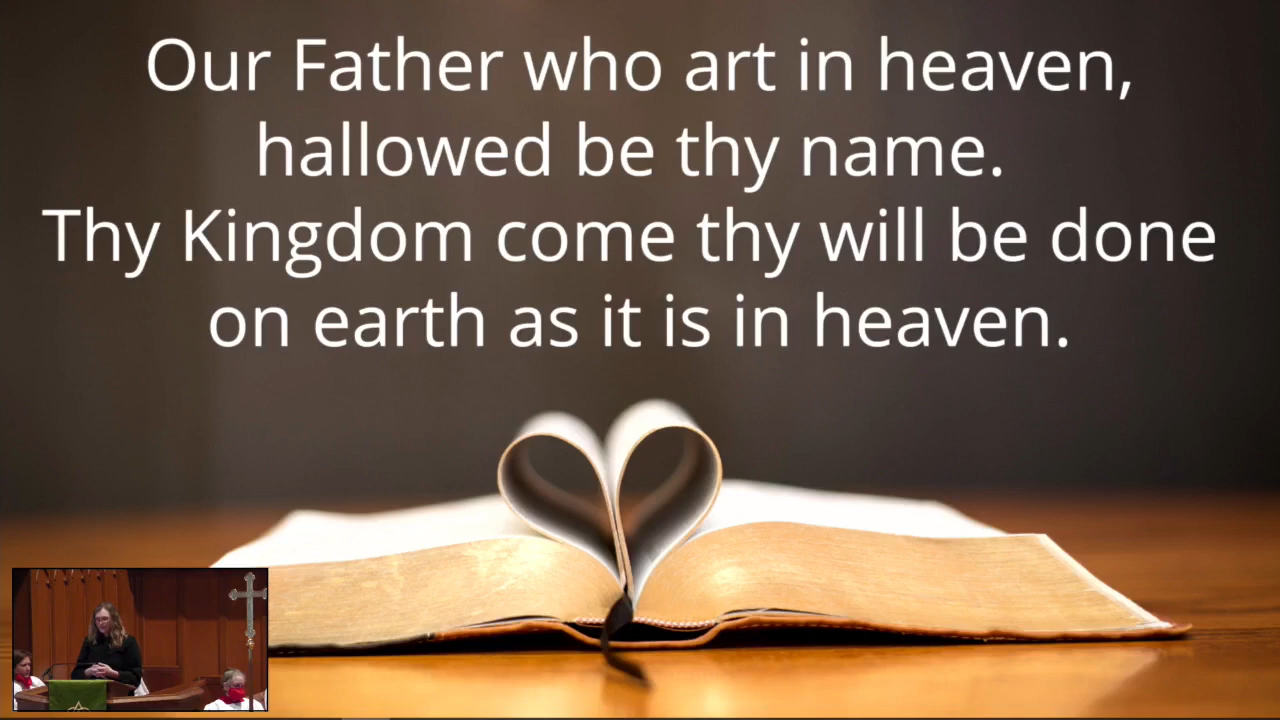 Our Father who art in heaven,
hallowed be thy name.
Thy Kingdom come thy will be done
on earth as it is in heaven.